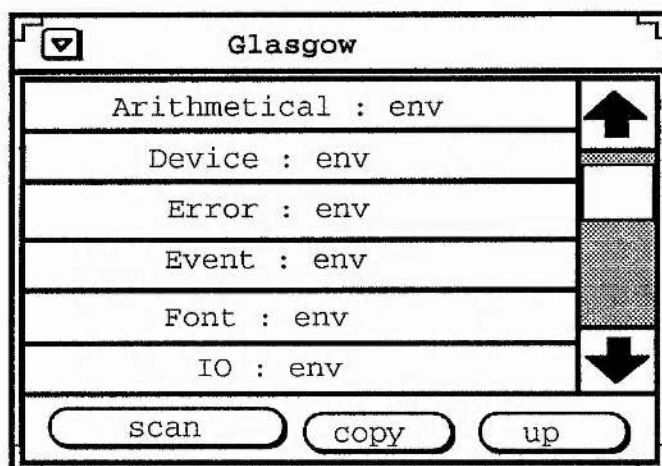 Glasgow
Arithmetical : env
Device : env
Error : env
Event : env
Font : env
IO : env
scan copy up